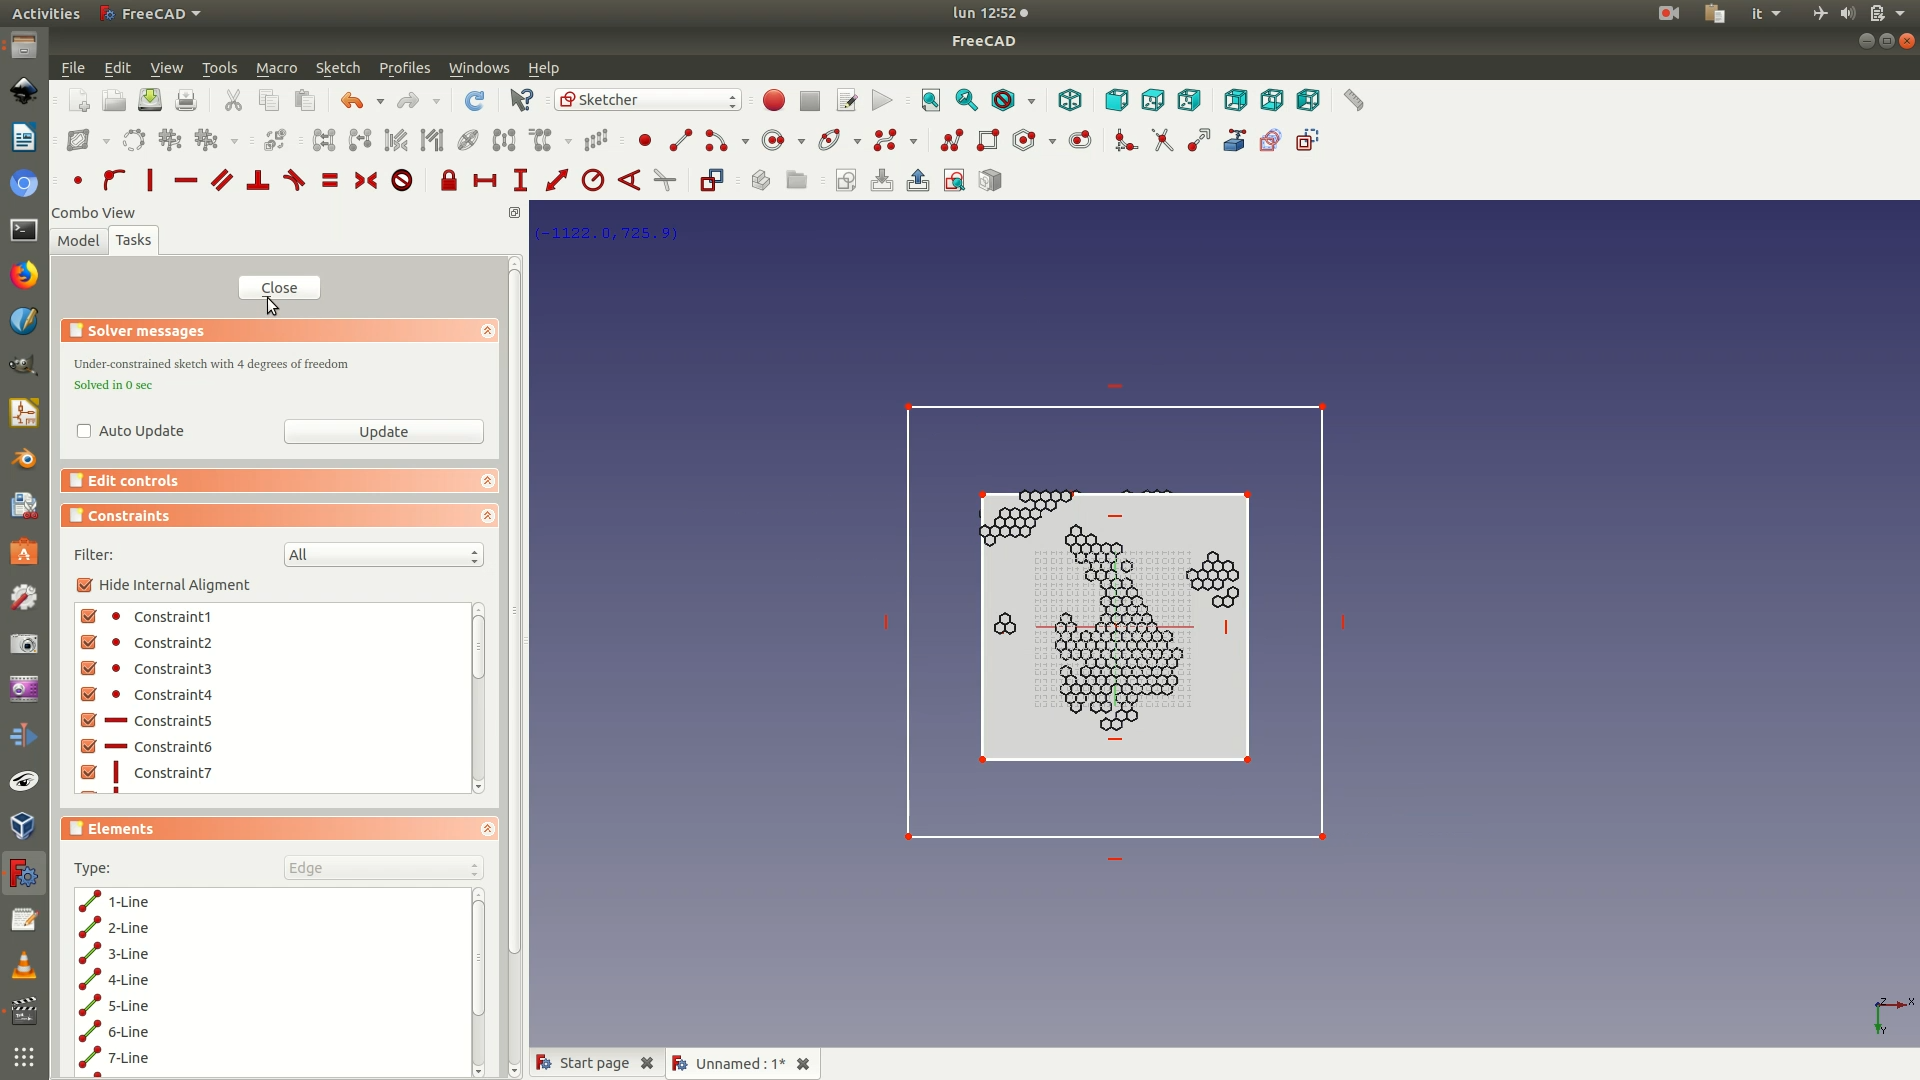 Activities FreeCAD lun 12:52 it
FreeCAD
File Edit View Tools Macro Sketch Profiles Windows Help
Sketcher
Combo View
Model Tasks
(-1122.0,725.9)
Close
Solver messages
Under-constrained sketch with 4 degrees of freedom
Solved in 0 sec
Auto Update Update
Edit controls
Constraints
Filter: All
Hide Internal Aligment
Constraint1
Constraint2
Constraint3
Constraint4
Constraint5
Constraint6
Constraint7
Elements
Type: Edge
1-Line
2-Line
3-Line
4-Line
5-Line
6-Line
7-Line
Z X
Y
Start page Unnamed : 1*